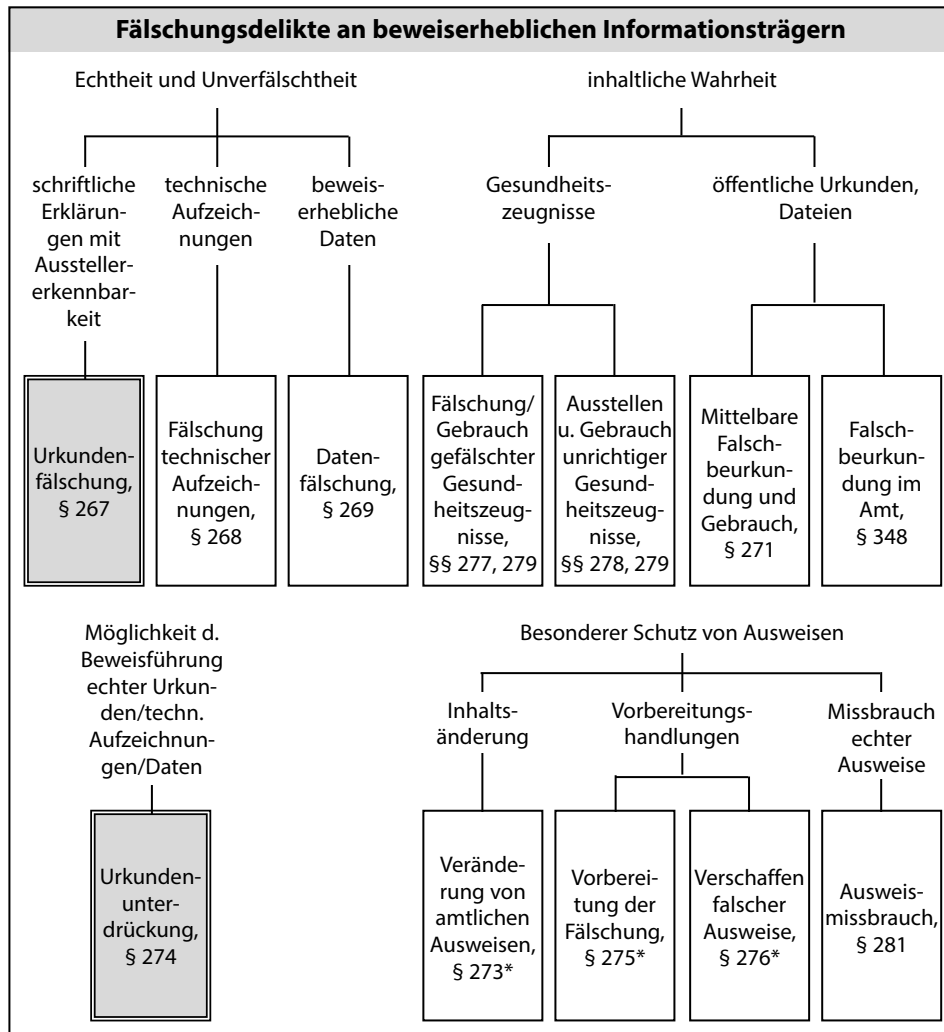 Fälschungsdelikte an beweiserheblichen Informationsträgern
Echtheit und Unverfälschtheit
inhaltliche Wahrheit
schriftliche
Erklärun-
gen mit
Aussteller-
erkennbar-
keit
technische
Aufzeich-
nungen
beweis-
erhebliche
Daten
Gesundheits-
zeugnisse
öffentliche Urkunden,
Dateien
Urkunden-
fälschung,
§ 267
Fälschung
technischer
Aufzeich-
nungen,
§ 268
Daten-
fälschung,
§ 269
Fälschung/
Gebrauch
gefälschter
Gesund-
heitszeug-
nisse,
§§ 277, 279
Ausstellen
u. Gebrauch
unrichtiger
Gesund-
heitszeug-
nisse,
§§ 278, 279
Mittelbare
Falsch-
beurkun-
dung und
Gebrauch,
§ 271
Falsch-
beurkun-
dung im
Amt,
§ 348
Möglichkeit d.
Beweisführung
echter Urkun-
den/techn.
Aufzeichnun-
gen/Daten
Besonderer Schutz von Ausweisen
Inhalts-
änderung
Vorbereitungs-
handlungen
Missbrauch
echter
Ausweise
Urkunden-
unter-
drückung,
§ 274
Verände-
rung von
amtlichen
Ausweisen,
§ 273*
Vorberei-
tung der
Fälschung,
§ 275*
Verschaffen
falscher
Ausweise,
§ 276*
Ausweis-
missbrauch,
§ 281